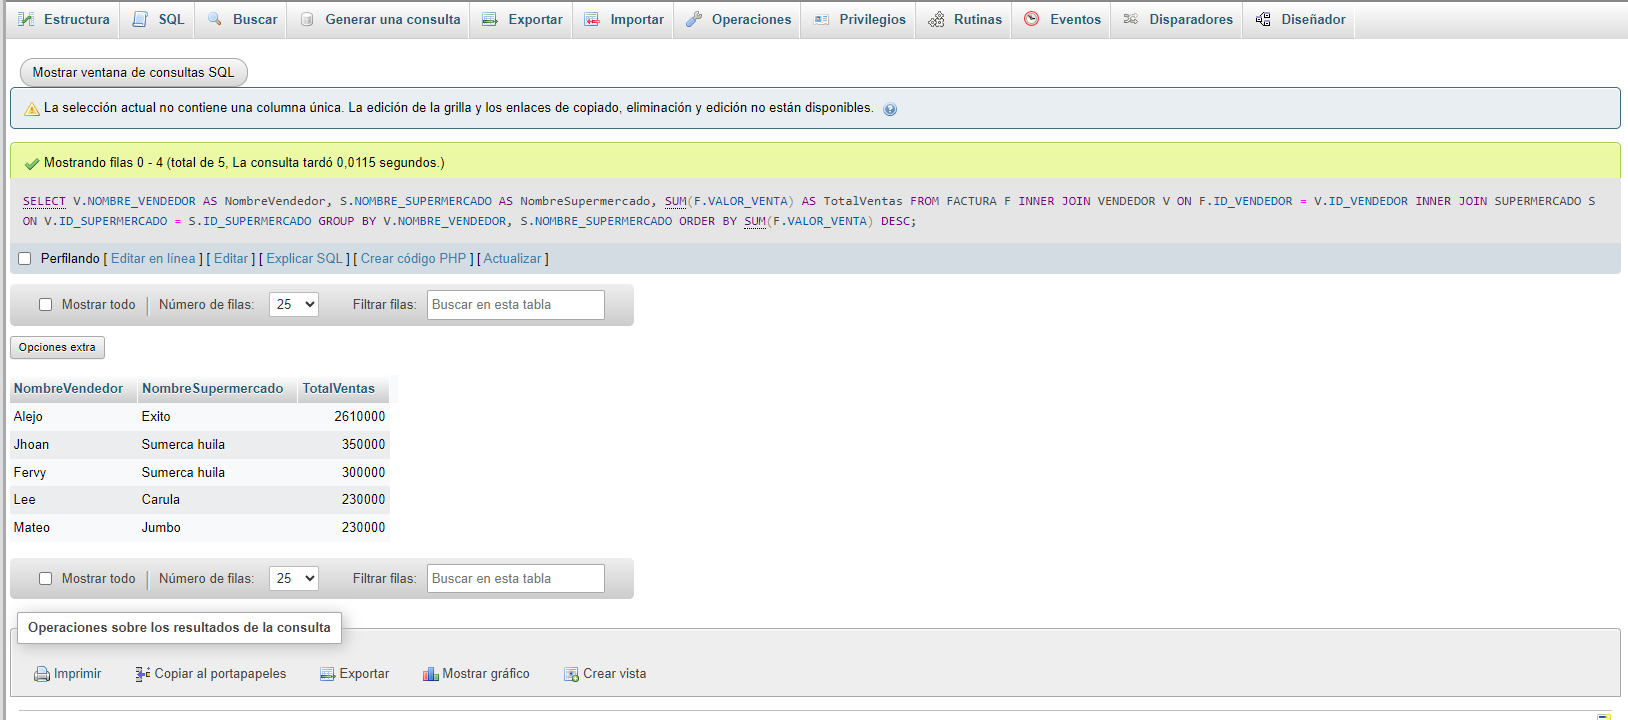 Estructura SQL Buscar Generar una consulta Exportar Importar Operaciones Privilegios Rutinas Eventos Disparadores Diseñador
Mostrar ventana de consultas SQL
La selección actual no contiene una columna única. La edición de la grilla y los enlaces de copiado, eliminación y edición no están disponibles.
Mostrando filas 0 - 4 (total de 5, La consulta tardó 0,0115 segundos.)
SELECT V.NOMBRE_VENDEDOR AS NombreVendedor, S.NOMBRE_SUPERMERCADO AS NombreSupermercado, SUM(F.VALOR_VENTA) AS TotalVentas FROM FACTURA F INNER JOIN VENDEDOR V ON F.ID_VENDEDOR = V.ID_VENDEDOR INNER JOIN SUPERMERCADO S
ON V.ID_SUPERMERCADO = S.ID_SUPERMERCADO GROUP BY V.NOMBRE_VENDEDOR, S.NOMBRE_SUPERMERCADO ORDER BY SUM(F.VALOR_VENTA) DESC;
Perfilando [ Editar en línea ] [ Editar ] [ Explicar SQL ] [ Crear código PHP ] [ Actualizar ]
Mostrar todo Número de filas: 25 Filtrar filas: Buscar en esta tabla
Opciones extra
NombreVendedor NombreSupermercado TotalVentas
Alejo Exito 2610000
Jhoan Sumerca huila 350000
Fervy Sumerca huila 300000
Lee Carula 230000
Mateo Jumbo 230000
Mostrar todo Número de filas: 25 Filtrar filas: Buscar en esta tabla
Operaciones sobre los resultados de la consulta
Imprimir Copiar al portapapeles Exportar Mostrar gráfico Crear vista